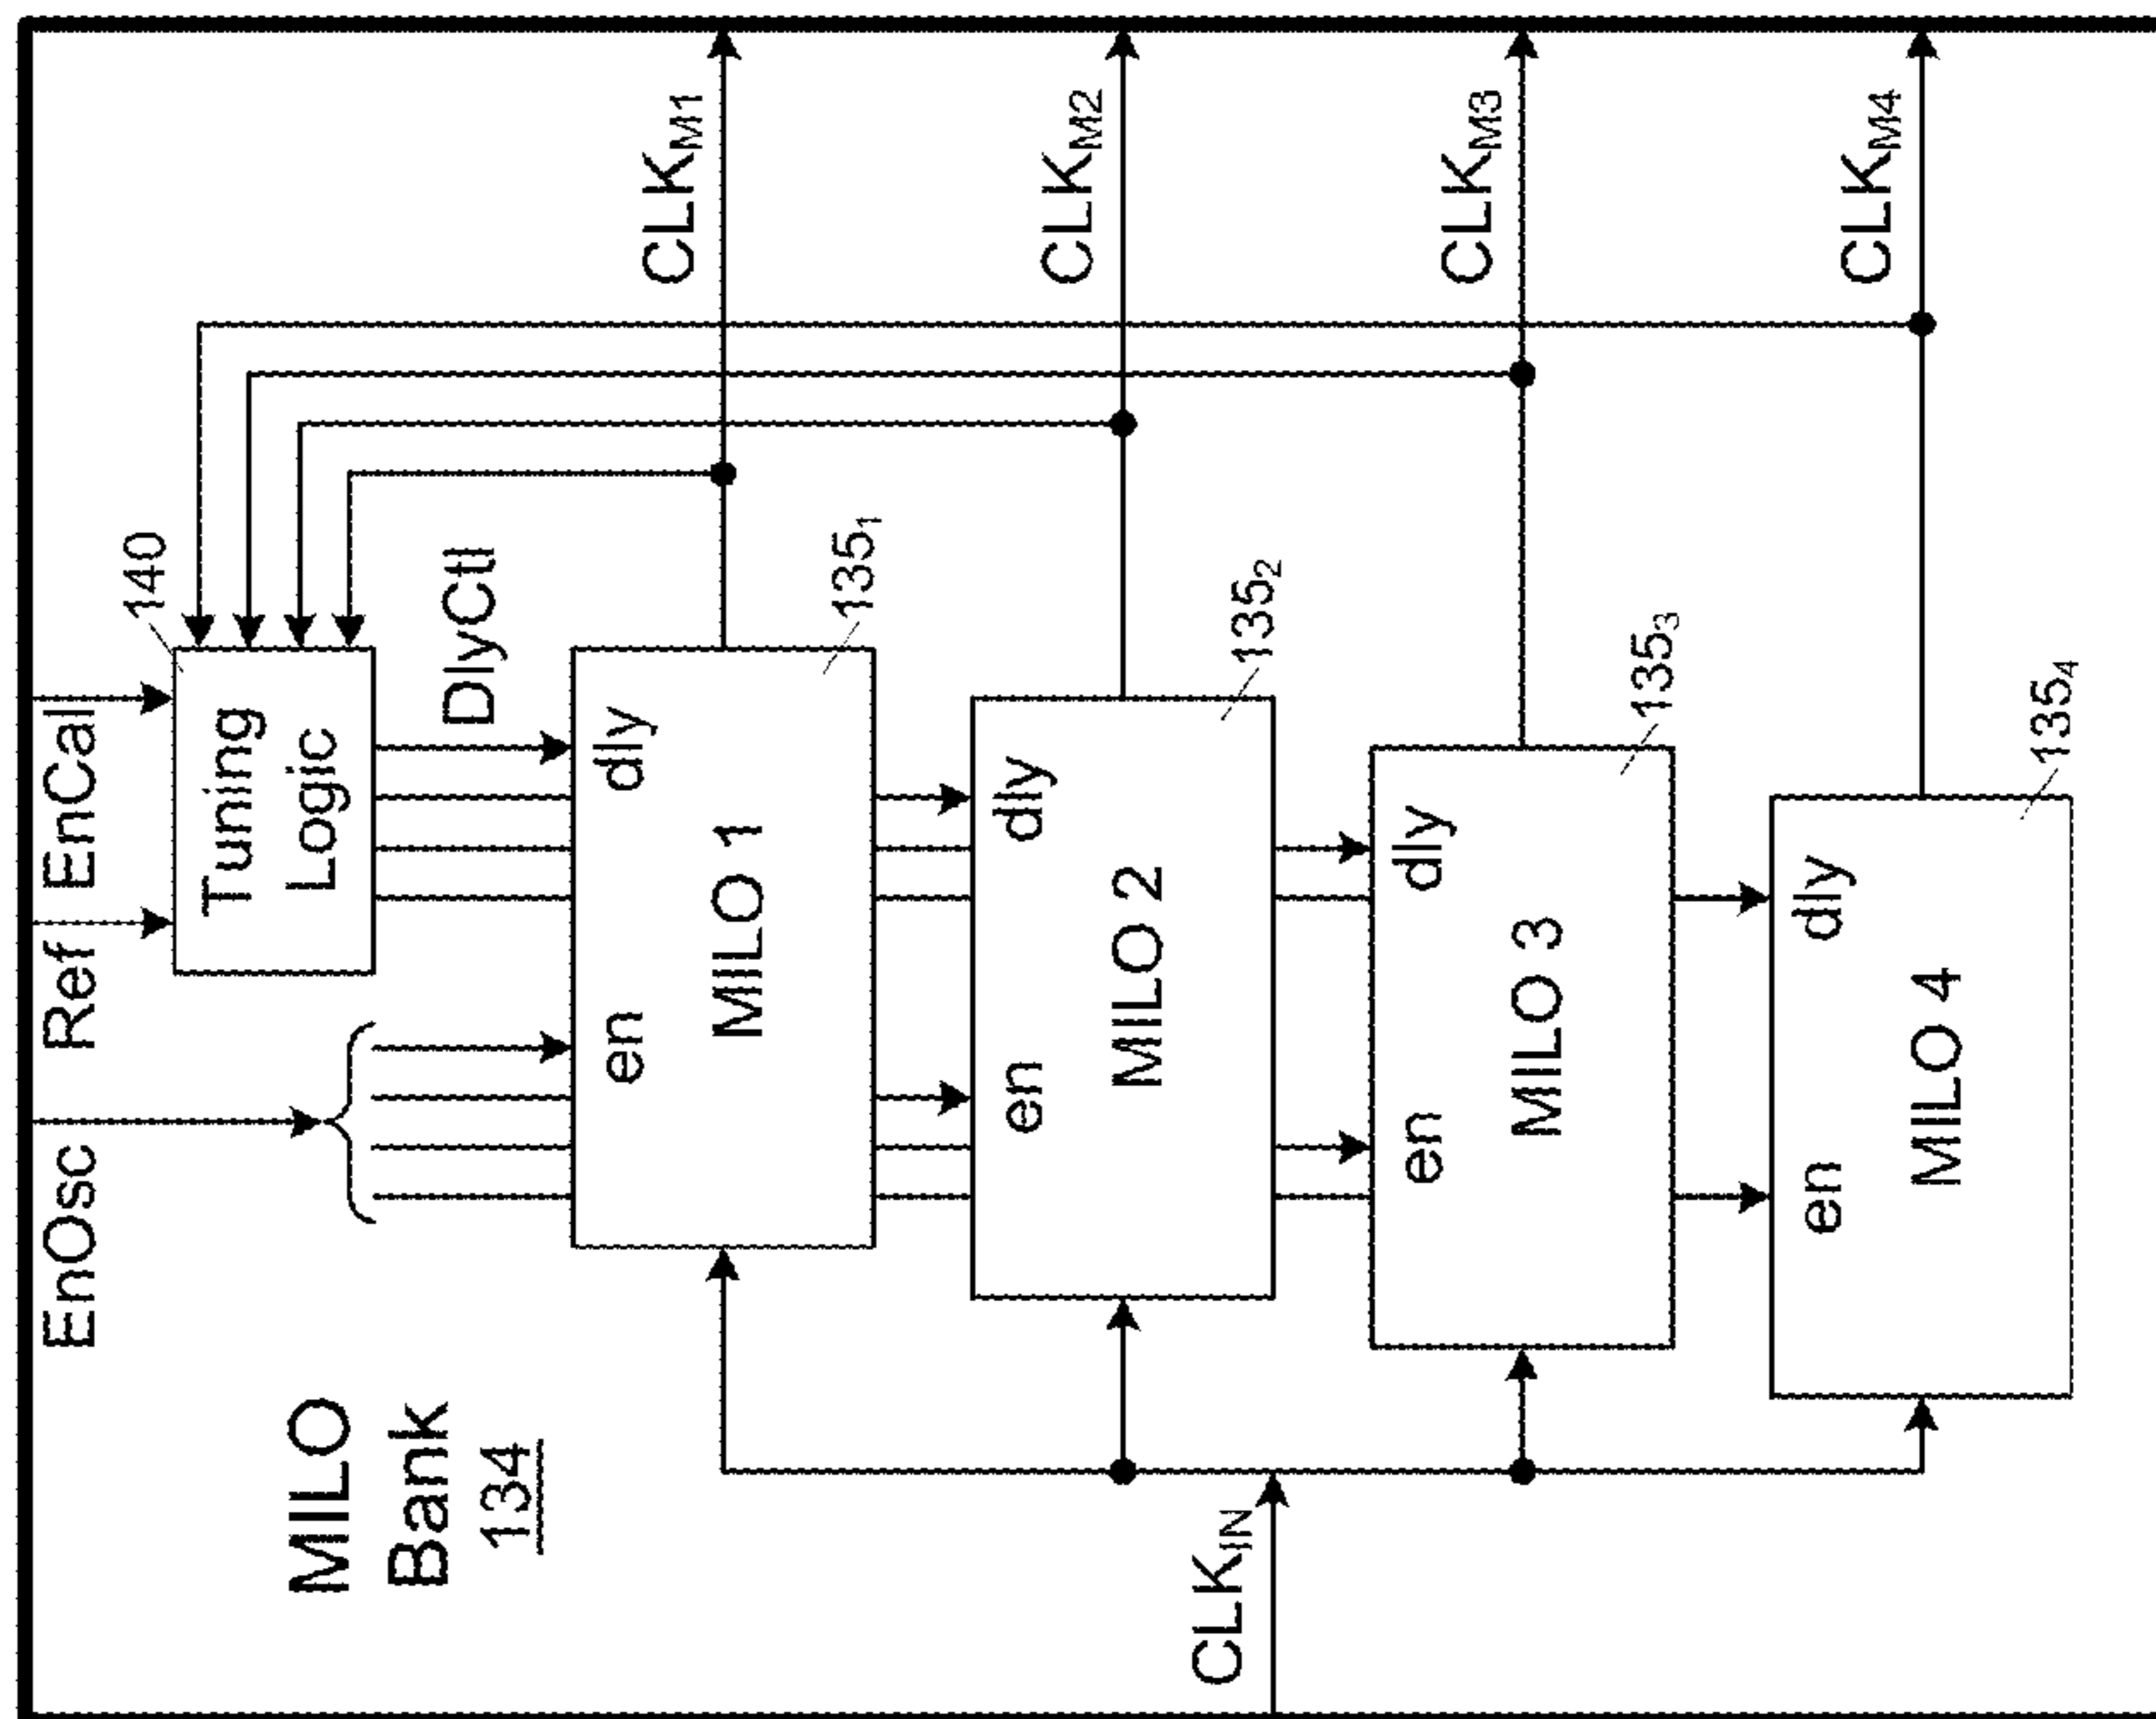 MILO
Bank
134
EnOsc
Ref
EnCal
140
Tuning
Logic
DlyCtl
en
dly
MILO 1
135₁
CLK_M1
en
dly
MILO 2
135₂
CLK_M2
en
dly
MILO 3
135₃
CLK_M3
en
dly
MILO 4
135₄
CLK_M4
CLK_IN